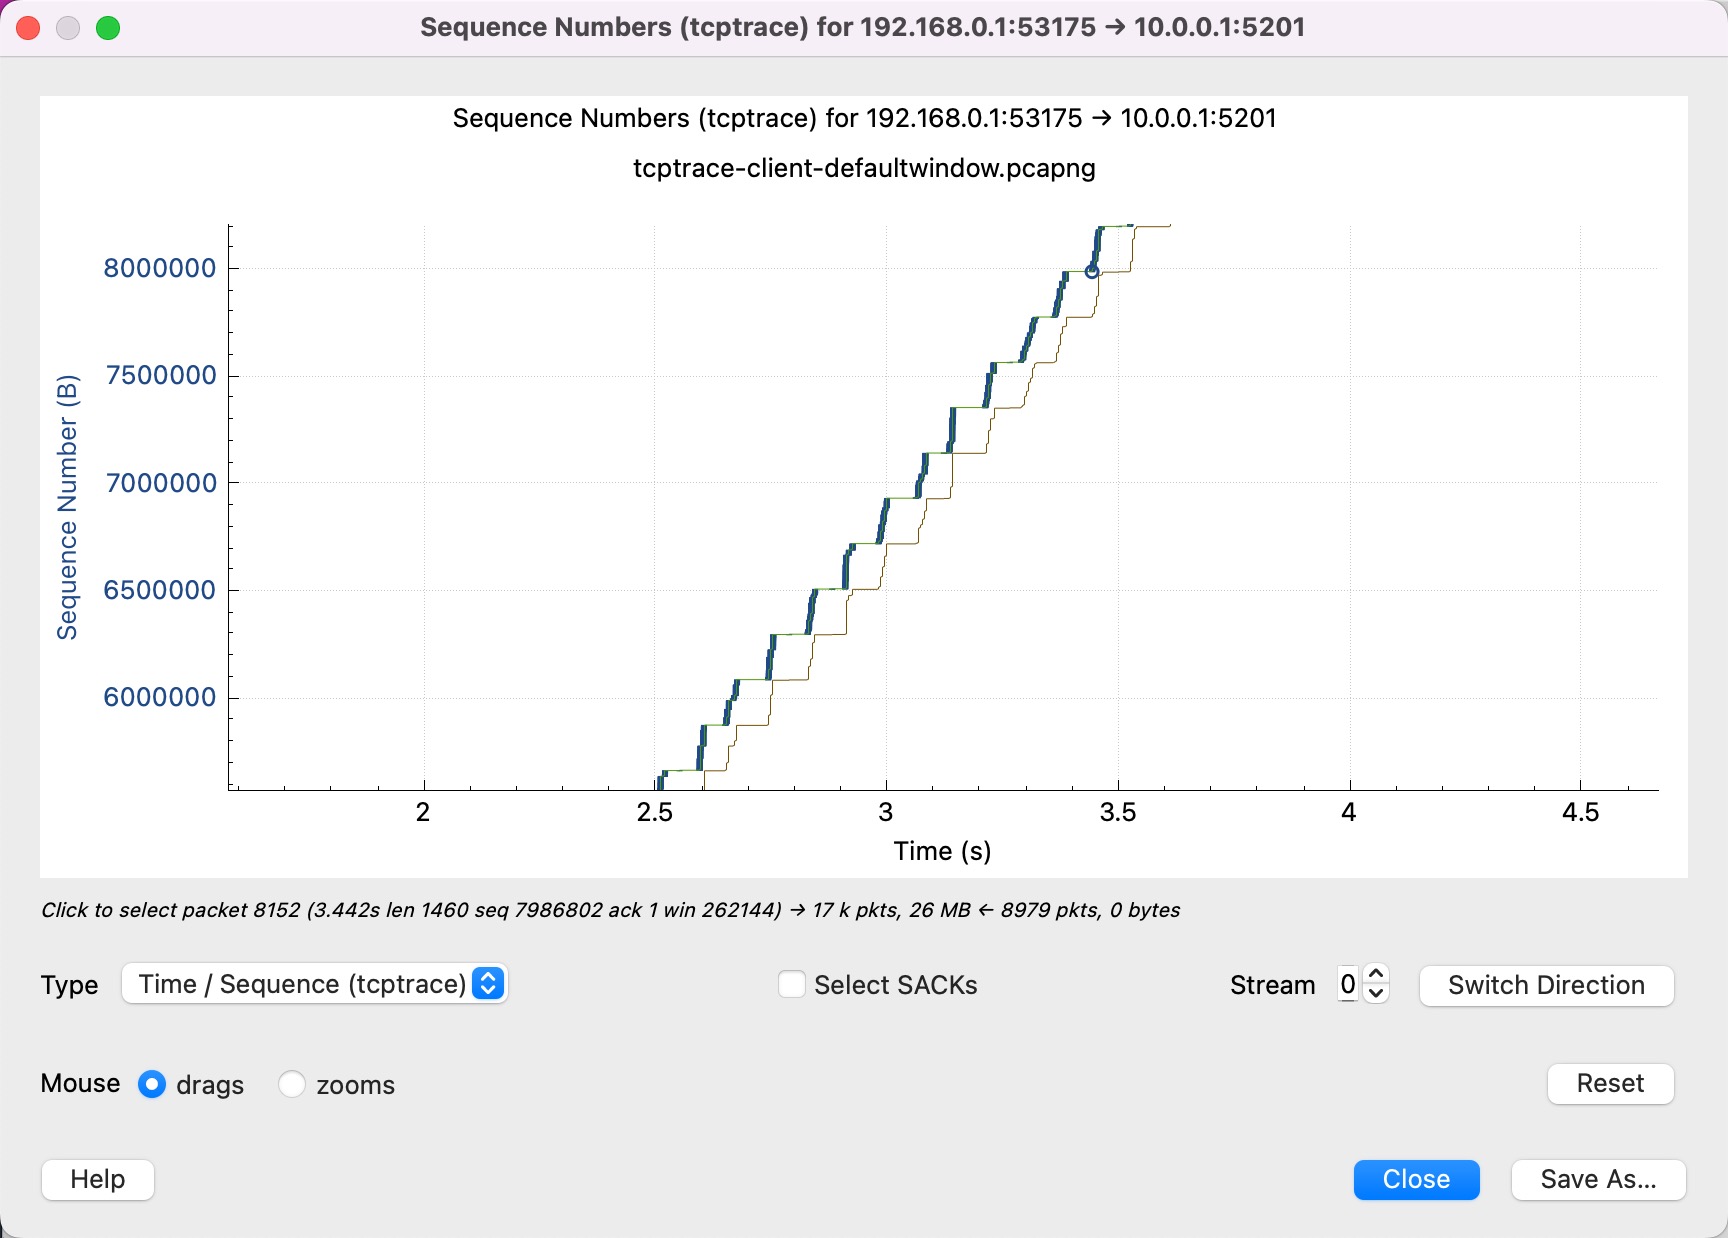 Sequence Numbers (tcptrace) for 192.168.0.1:53175 → 10.0.0.1:5201
Sequence Numbers (tcptrace) for 192.168.0.1:53175 → 10.0.0.1:5201
tcptrace-client-defaultwindow.pcapng
Sequence Number (B)
8000000
7500000
7000000
6500000
6000000
2 2.5 3 3.5 4 4.5
Time (s)
Click to select packet 8152 (3.442s len 1460 seq 7986802 ack 1 win 262144) → 17 k pkts, 26 MB ← 8979 pkts, 0 bytes
Type Time / Sequence (tcptrace) Select SACKs Stream 0 Switch Direction
Mouse drags zooms Reset
Help Close Save As...